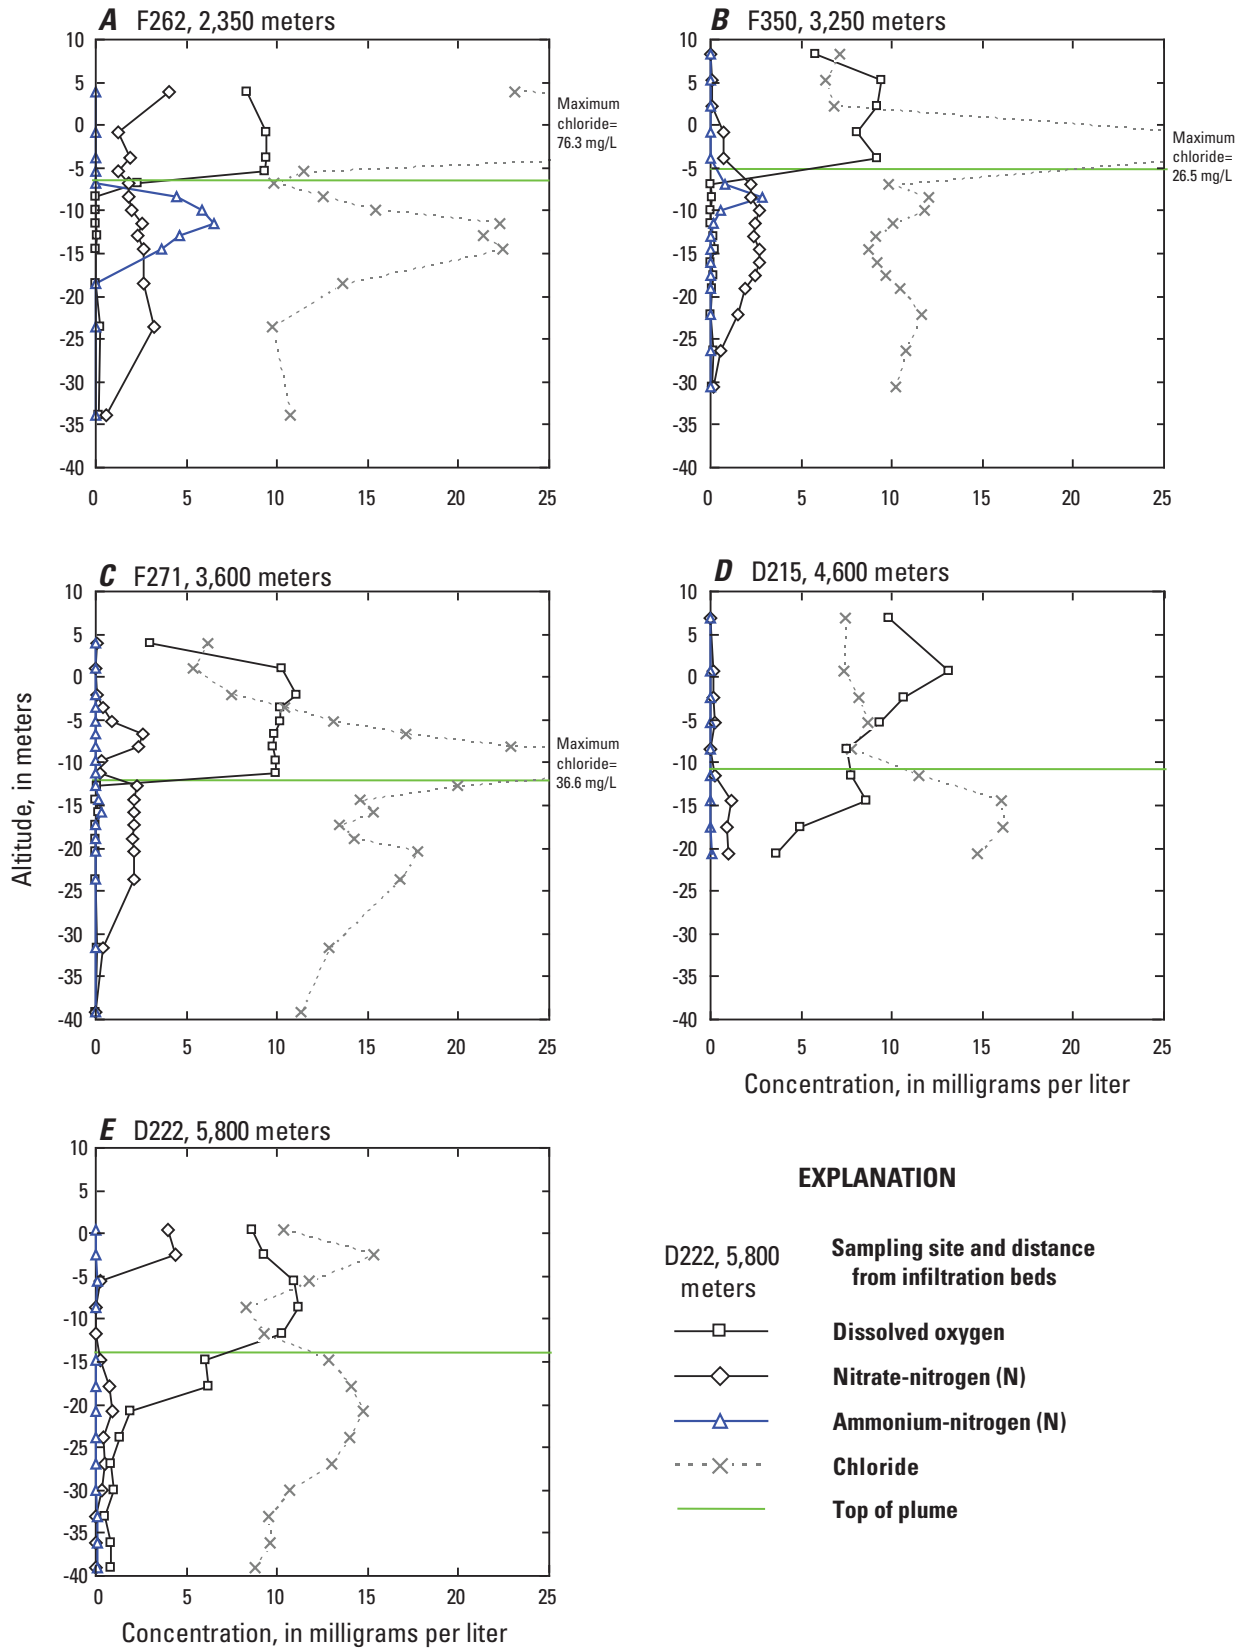 A F262, 2,350 meters
10
5
0
-5
-10
-15
-20
-25
-30
-35
-40
0 5 10 15 20 25
Maximum
chloride=
76.3 mg/L
B F350, 3,250 meters
10
5
0
-5
-10
-15
-20
-25
-30
-35
-40
0 5 10 15 20 25
Maximum
chloride=
26.5 mg/L
Altitude, in meters
C F271, 3,600 meters
10
5
0
-5
-10
-15
-20
-25
-30
-35
-40
0 5 10 15 20 25
Maximum
chloride=
36.6 mg/L
D D215, 4,600 meters
10
5
0
-5
-10
-15
-20
-25
-30
-35
-40
0 5 10 15 20 25
Concentration, in milligrams per liter
E D222, 5,800 meters
10
5
0
-5
-10
-15
-20
-25
-30
-35
-40
0 5 10 15 20 25
Concentration, in milligrams per liter
EXPLANATION
D222, 5,800
meters
Sampling site and distance
from infiltration beds
Dissolved oxygen
Nitrate-nitrogen (N)
Ammonium-nitrogen (N)
Chloride
Top of plume